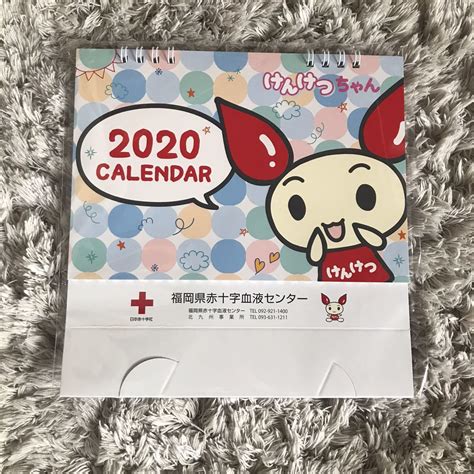 けんけつちゃん
2020
CALENDAR
けんけつ
日本赤十字社
福岡県赤十字血液センター
福岡県赤十字血液センター TEL 092-921-1400
北九州事業所 TEL 093-631-1211